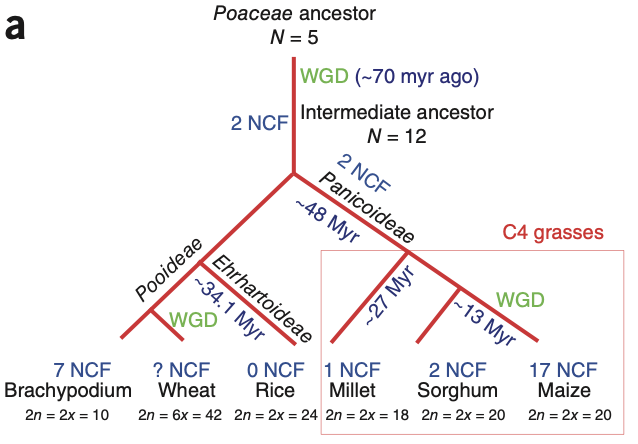 a
Poaceae ancestor
N = 5
WGD (~70 myr ago)
2 NCF
Intermediate ancestor
N = 12
2 NCF
Panicoideae
~48 Myr
C4 grasses
Pooideae
Ehrhartoideae
~34.1 Myr
WGD
~27 Myr
~13 Myr
WGD
7 NCF ? NCF 0 NCF 1 NCF 2 NCF 17 NCF
Brachypodium Wheat Rice Millet Sorghum Maize
2n = 2x = 10 2n = 6x = 42 2n = 2x = 24 2n = 2x = 18 2n = 2x = 20 2n = 2x = 20